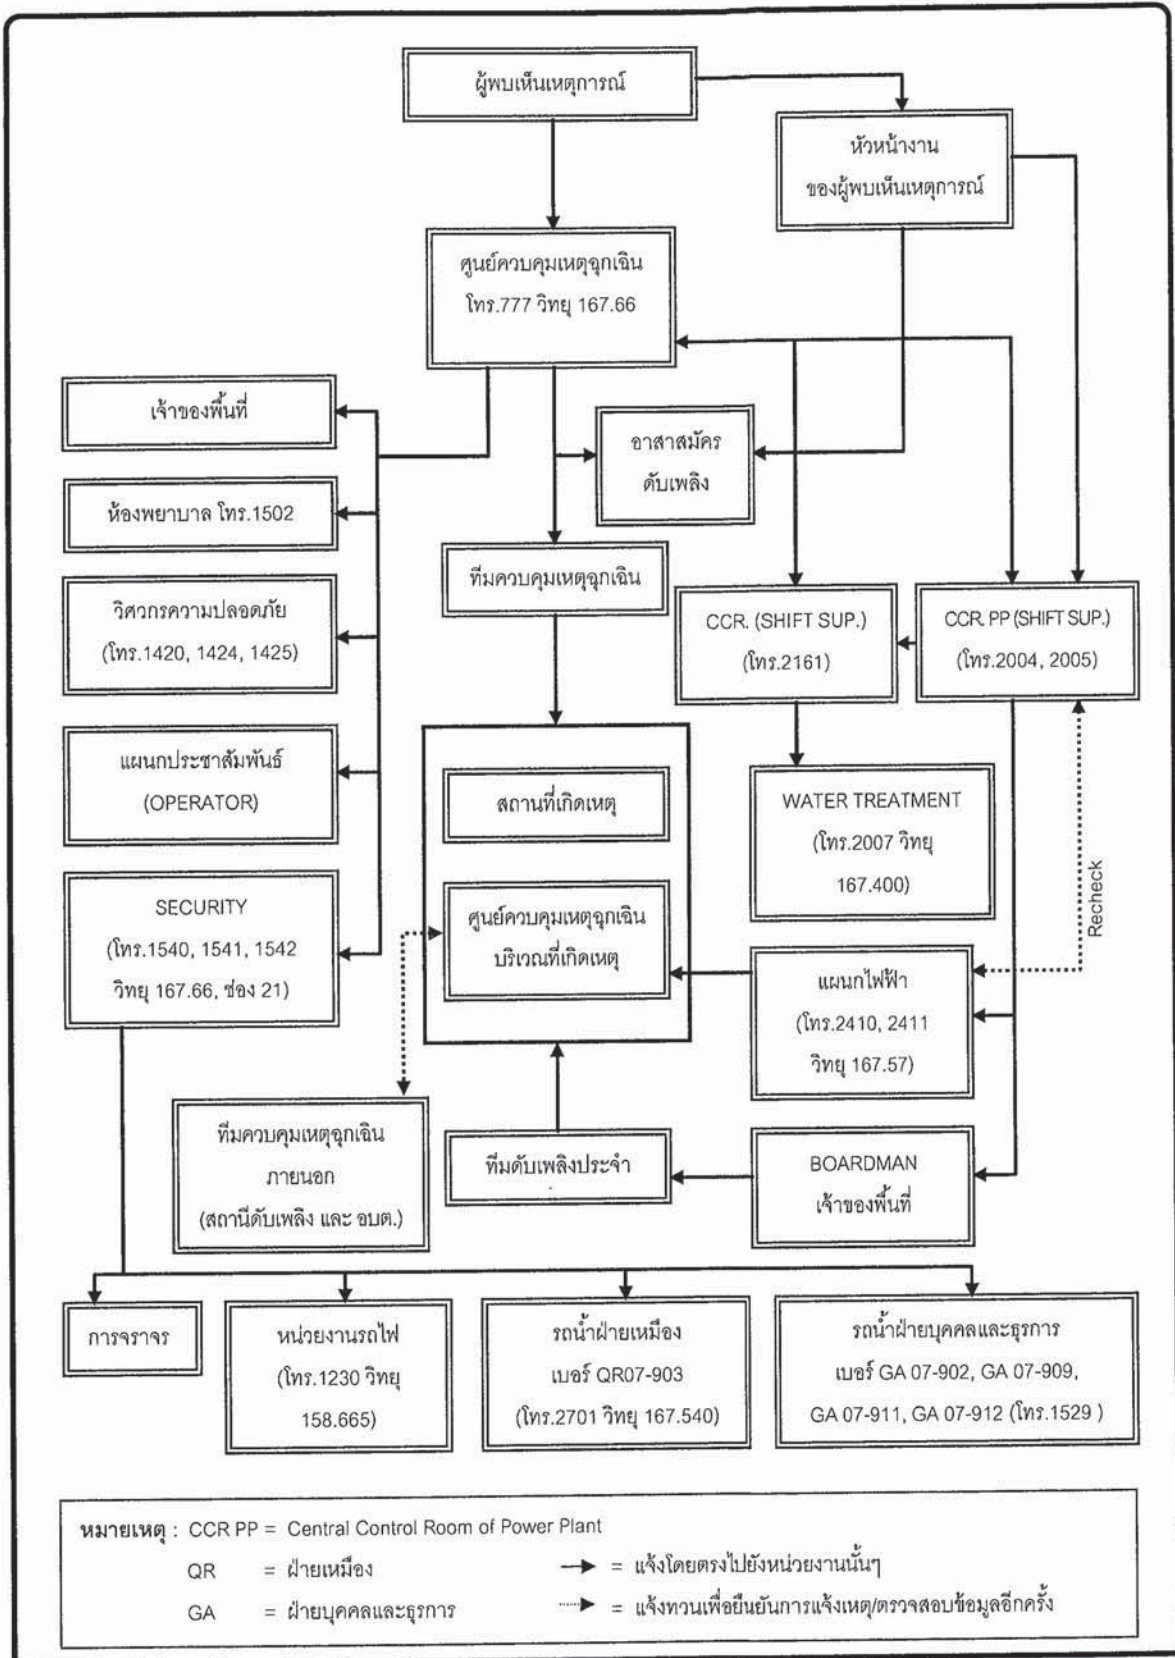 ผู้พบเห็นเหตุการณ์
หัวหน้างาน
ของผู้พบเห็นเหตุการณ์
ศูนย์ควบคุมเหตุฉุกเฉิน
โทร.777 วิทยุ 167.66
เจ้าของพื้นที่
อาสาสมัคร
ดับเพลิง
ห้องพยาบาล โทร.1502
ทีมควบคุมเหตุฉุกเฉิน
วิศวกรความปลอดภัย
(โทร.1420, 1424, 1425)
CCR. (SHIFT SUP.)
(โทร.2161)
CCR. PP (SHIFT SUP.)
(โทร.2004, 2005)
แผนกประชาสัมพันธ์
(OPERATOR)
สถานที่เกิดเหตุ
WATER TREATMENT
(โทร.2007 วิทยุ
167.400)
SECURITY
(โทร.1540, 1541, 1542
วิทยุ 167.66, ช่อง 21)
ศูนย์ควบคุมเหตุฉุกเฉิน
บริเวณที่เกิดเหตุ
Recheck
แผนกไฟฟ้า
(โทร.2410, 2411
วิทยุ 167.57)
ทีมควบคุมเหตุฉุกเฉิน
ภายนอก
(สถานีดับเพลิง และ อบต.)
ทีมดับเพลิงประจำ
BOARDMAN
เจ้าของพื้นที่
การจราจร
หน่วยงานรถไฟ
(โทร.1230 วิทยุ
158.665)
รถน้ำฝ่ายเหมือง
เบอร์ QR07-903
(โทร.2701 วิทยุ 167.540)
รถน้ำฝ่ายบุคคลและธุรการ
เบอร์ GA 07-902, GA 07-909,
GA 07-911, GA 07-912 (โทร.1529 )
หมายเหตุ : CCR PP = Central Control Room of Power Plant
QR = ฝ่ายเหมือง = แจ้งโดยตรงไปยังหน่วยงานนั้นๆ
GA = ฝ่ายบุคคลและธุรการ = แจ้งทวนเพื่อยืนยันการแจ้งเหตุ/ตรวจสอบข้อมูลอีกครั้ง